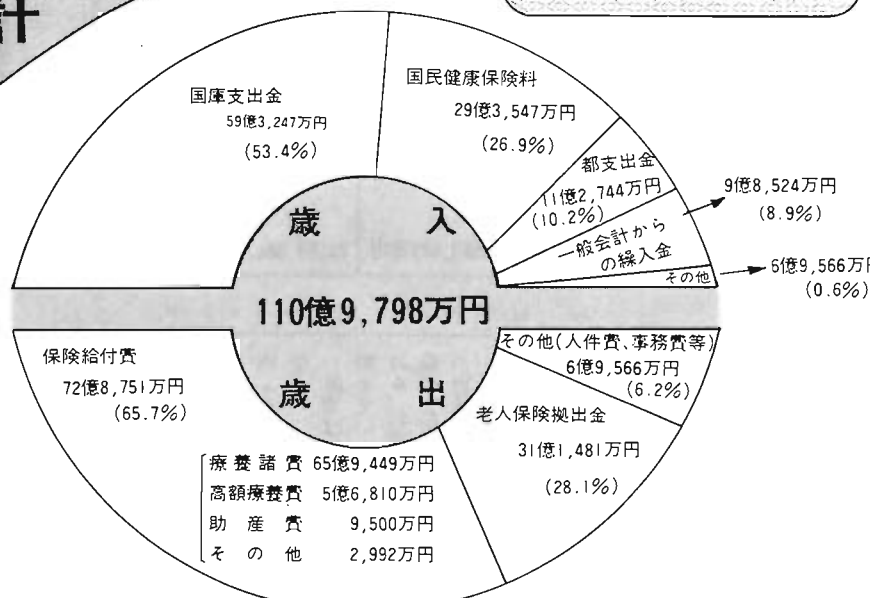 計
国庫支出金
59億3,247万円
(53.4%)
国民健康保険料
29億3,547万円
(26.9%)
都支出金
11億2,744万円
(10.2%)
一般会計から
の繰入金
9億8,524万円
(8.9%)
その他
6億9,566万円
(0.6%)
歳入
110億9,798万円
歳出
保険給付費
72億8,751万円
(65.7%)
療養諸費 65億9,449万円
高額療養費 5億6,810万円
助産費 9,500万円
その他 2,992万円
その他(人件費、事務費等)
6億9,566万円
(6.2%)
老人保険拠出金
31億1,481万円
(28.1%)